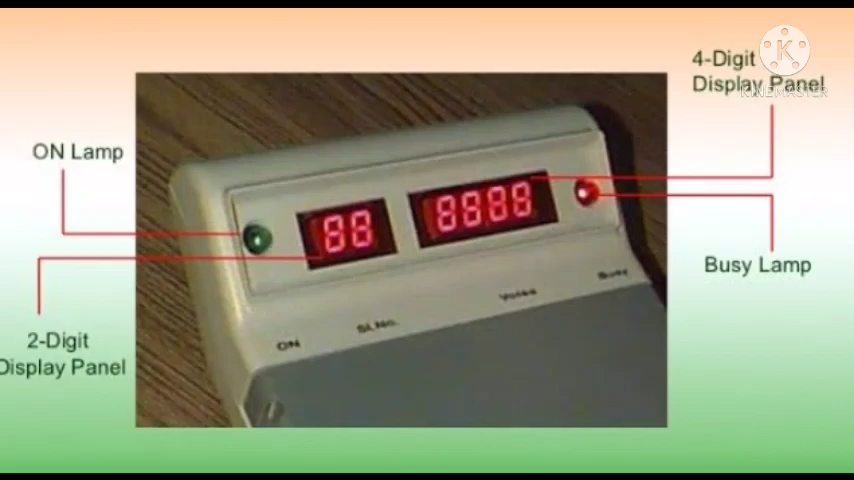 4-Digit
Display Panel
K
KINEMASTER
ON Lamp
88
8888
Busy Lamp
ON
Sl.No.
Votes
Busy
2-Digit
Display Panel